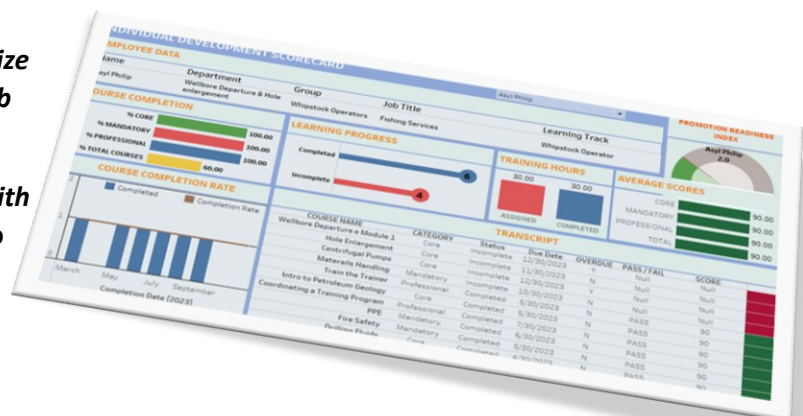 ize
b
ith
o
NDIVIDUAL DEVELOPMENT SCORECARD
MPLOYEE DATA
Name
Asyl Philip
Department
Wellbore Departure & Hole
enlargement
Group
Whipstock Operators
Job Title
Fishing Services
Asyl Philip
Learning Track
Whipstock Operator
PROMOTION READINESS
INDEX
Asyl Philip
2.0
OURSE COMPLETION
% CORE 100.00
% MANDATORY 100.00
% PROFESSIONAL 100.00
% TOTAL COURSES 60.00
LEARNING PROGRESS
Completed 6
Incomplete 4
TRAINING HOURS
30.00 30.00
ASSIGNED COMPLETED
AVERAGE SCORES
CORE 90.00
MANDATORY 90.00
PROFESSIONAL 90.00
TOTAL 90.00
COURSE COMPLETION RATE
Completed Completion Rate
2
1
0
March May July September
Completion Date [2023]
TRANSCRIPT
COURSE NAME CATEGORY Status Due Date OVERDUE PASS / FAIL SCORE
Wellbore Departure e Module 1 Core Incomplete 12/30/2023 Y Null Null
Hole Enlargement Core Incomplete 11/30/2023 N Null Null
Centrifugal Pumps Core Incomplete 12/30/2023 Y Null Null
Materails Handling Mandatory Incomplete 10/30/2023 N Null Null
Train the Trainer Professional Completed 5/30/2023 N PASS 90
Intro to Petroleum Geology Core Completed 5/30/2023 N PASS 90
Coordinating a Training Program Professional Completed 7/30/2023 N PASS 90
PPE Mandatory Completed 6/30/2023 N PASS 90
Fire Safety Mandatory Completed 6/30/2023 N PASS 90
Drilling Fluids Core Completed 4/30/2023 N PASS 90